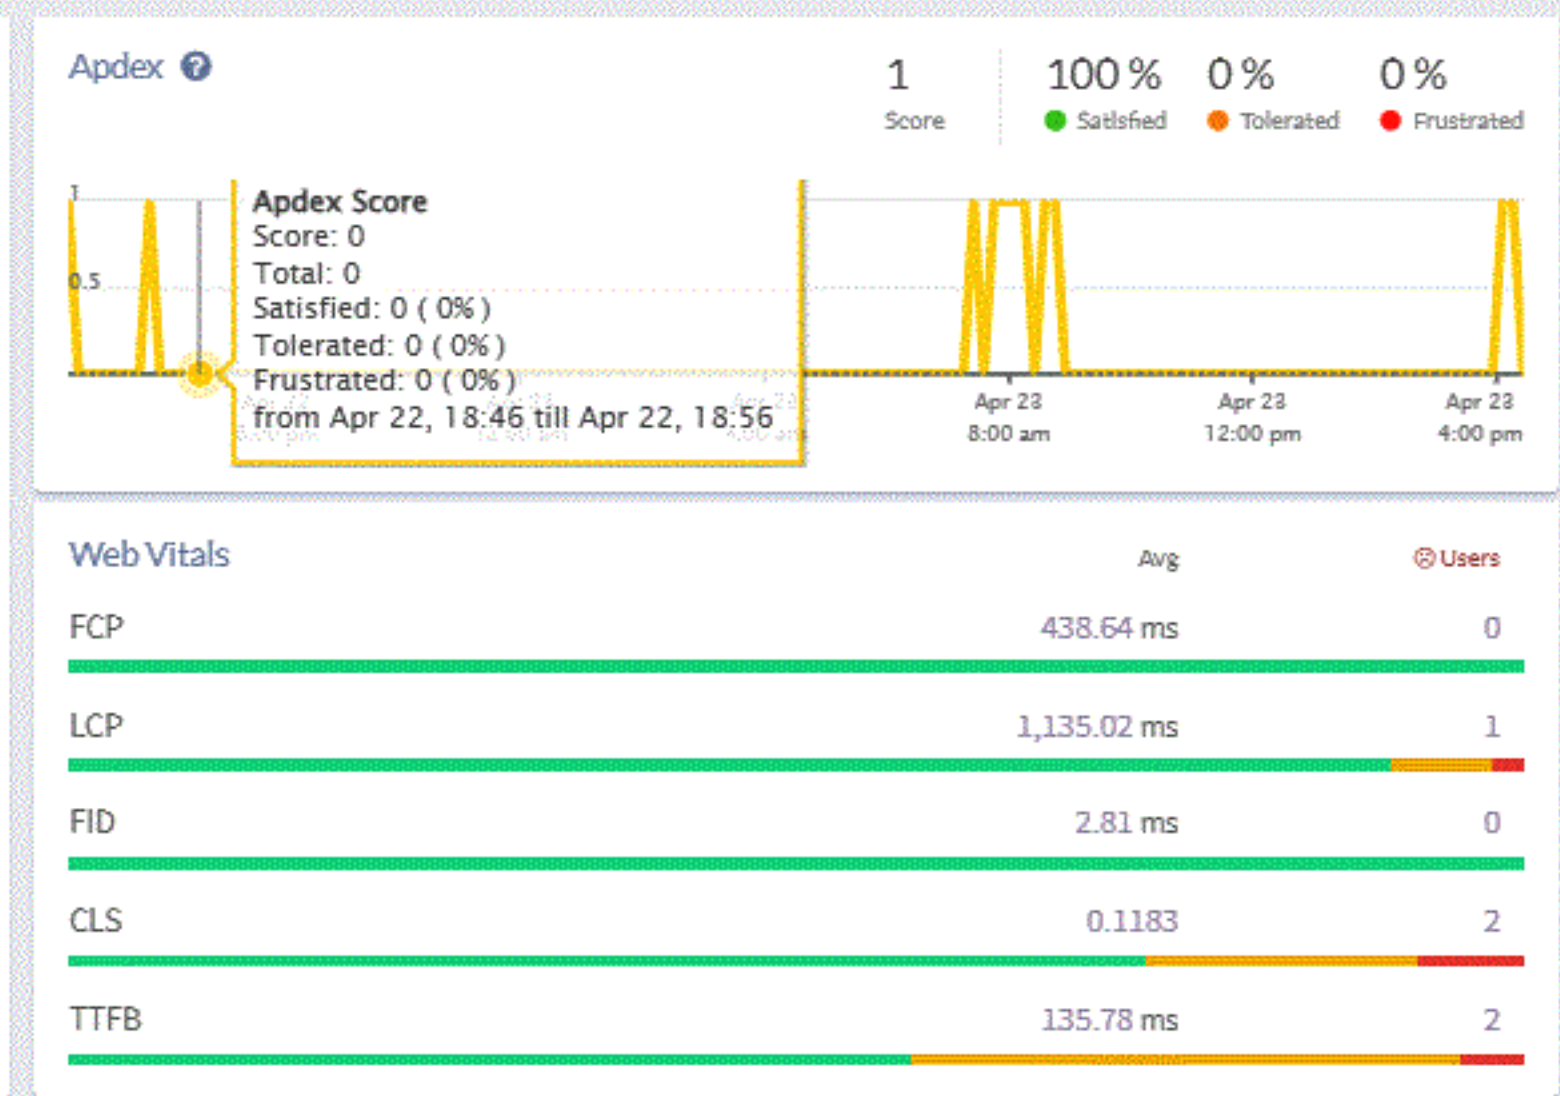 Apdex ?
1 100 % 0 % 0 %
Score Satisfied Tolerated Frustrated
1
0.5
Apdex Score
Score: 0
Total: 0
Satisfied: 0 ( 0% )
Tolerated: 0 ( 0% )
Frustrated: 0 ( 0% )
from Apr 22, 18:46 till Apr 22, 18:56
Apr 23 Apr 23 Apr 23
8:00 am 12:00 pm 4:00 pm
Web Vitals Avg Users
FCP 438.64 ms 0
LCP 1,135.02 ms 1
FID 2.81 ms 0
CLS 0.1183 2
TTFB 135.78 ms 2